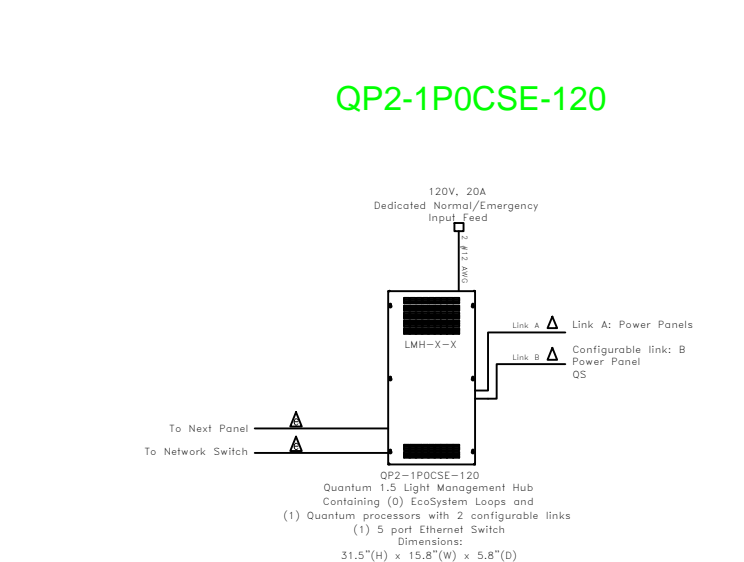 QP2-1P0CSE-120
120V, 20A
Dedicated Normal/Emergency
Input Feed
2 #12 AWG
LMH-X-X
Link A
Link A: Power Panels
Link B
Configurable link: B
Power Panel
QS
To Next Panel
To Network Switch
QP2-1P0CSE-120
Quantum 1.5 Light Management Hub
Containing (0) EcoSystem Loops and
(1) Quantum processors with 2 configurable links
(1) 5 port Ethernet Switch
Dimensions:
31.5"(H) x 15.8"(W) x 5.8"(D)